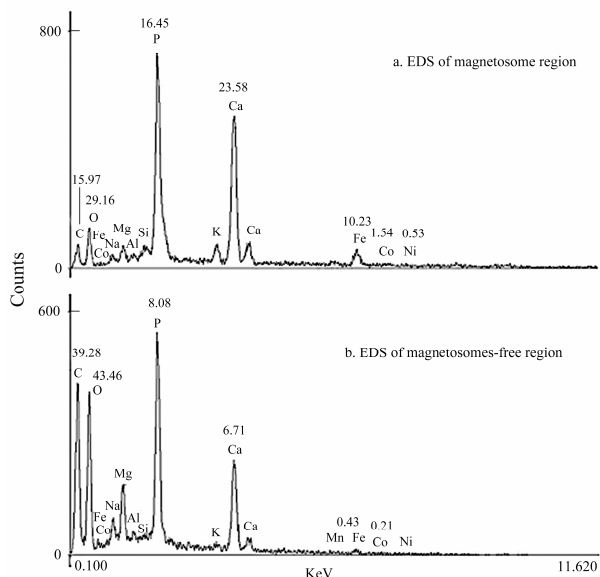 16.45
800
P
a. EDS of magnetosome region
23.58
Ca
15.97
29.16
C
O
Fe
Co
Na
Mg
Al
Si
K
Ca
10.23
Fe
1.54
Co
0.53
Ni
0
Counts
8.08
600
P
b. EDS of magnetosomes-free region
39.28
C
43.46
O
6.71
Ca
Mg
Fe
Co
Na
Al
Si
K
Ca
Mn
0.43
Fe
0.21
Co
Ni
0
0.100
KeV
11.620